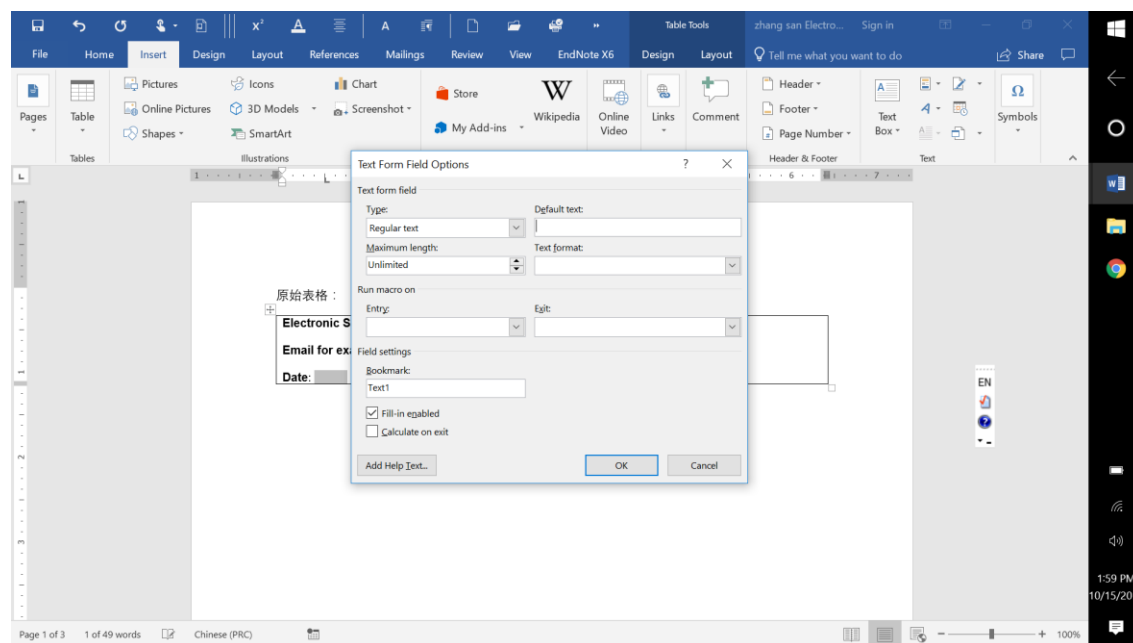 zhang san Electro... Sign in
Table Tools
File Home Insert Design Layout References Mailings Review View EndNote X6 Design Layout Tell me what you want to do Share
Pages
Table
Tables
Pictures
Online Pictures
Shapes
Icons
3D Models
SmartArt
Chart
Screenshot
Illustrations
Store
My Add-ins
W
Wikipedia
Online Video
Links
Comment
Header
Footer
Page Number
Header & Footer
A
Text Box
Text
Ω
Symbols
Text Form Field Options
Text form field
Type: Default text:
Regular text
Maximum length: Text format:
Unlimited
Run macro on
Entry: Exit:
Field settings
Bookmark:
Text1
Fill-in enabled
Calculate on exit
Add Help Text... OK Cancel
原始表格：
Electronic S
Email for exa
Date:
EN
1:59 PM
10/15/20
Page 1 of 3 1 of 49 words Chinese (PRC) 100%